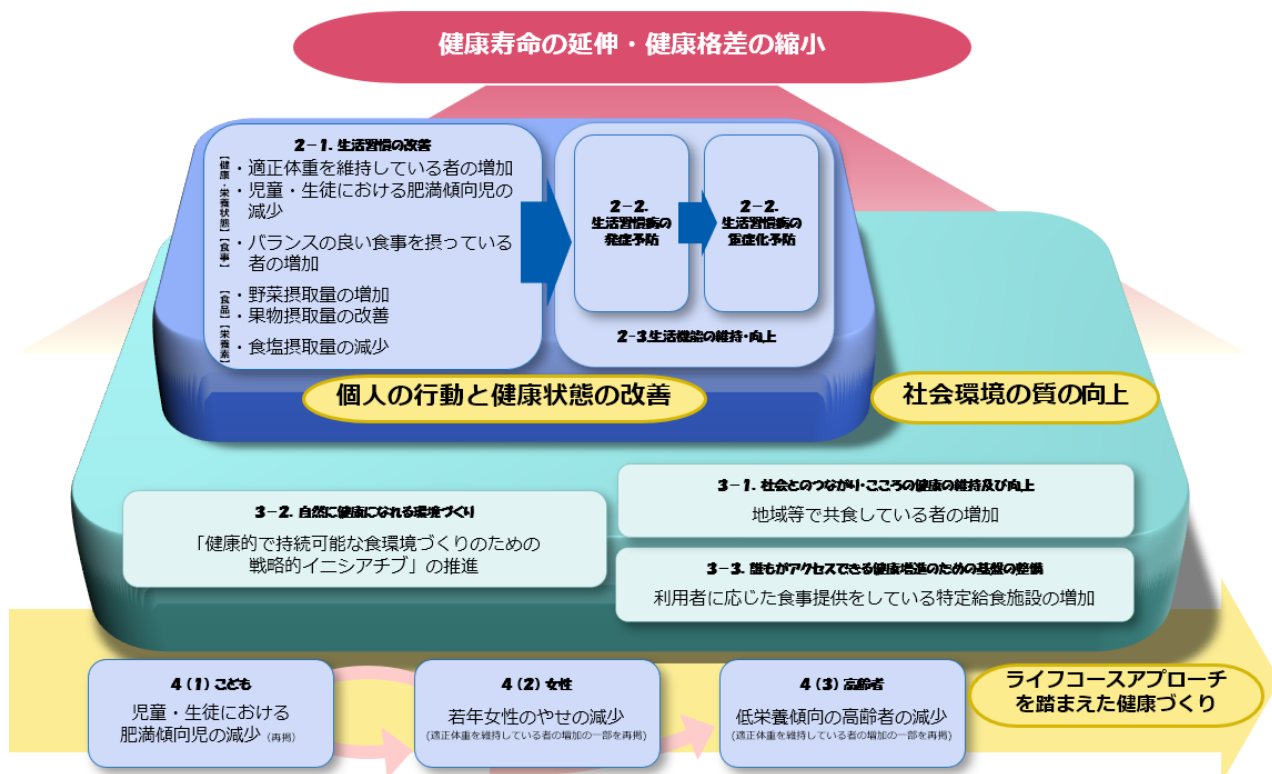 健康寿命の延伸・健康格差の縮小
2-1. 生活習慣の改善
【健康・栄養状態】
・適正体重を維持している者の増加
・児童・生徒における肥満傾向児の
減少
【食事】
・バランスの良い食事を摂っている
者の増加
【食品】
・野菜摂取量の増加
・果物摂取量の改善
【栄養素】
・食塩摂取量の減少
2-2.
生活習慣病の
発症予防
2-2.
生活習慣病の
重症化予防
2-3.生活機能の維持・向上
個人の行動と健康状態の改善
社会環境の質の向上
3-1. 社会とのつながり・こころの健康の維持及び向上
地域等で共食している者の増加
3-2. 自然に健康になれる環境づくり
「健康的で持続可能な食環境づくりのための
戦略的イニシアチブ」の推進
3-3. 誰もがアクセスできる健康増進のための基盤の整備
利用者に応じた食事提供をしている特定給食施設の増加
4(1)こども
児童・生徒における
肥満傾向児の減少 (再掲)
4(2)女性
若年女性のやせの減少
(適正体重を維持している者の増加の一部を再掲)
4(3)高齢者
低栄養傾向の高齢者の減少
(適正体重を維持している者の増加の一部を再掲)
ライフコースアプローチ
を踏まえた健康づくり